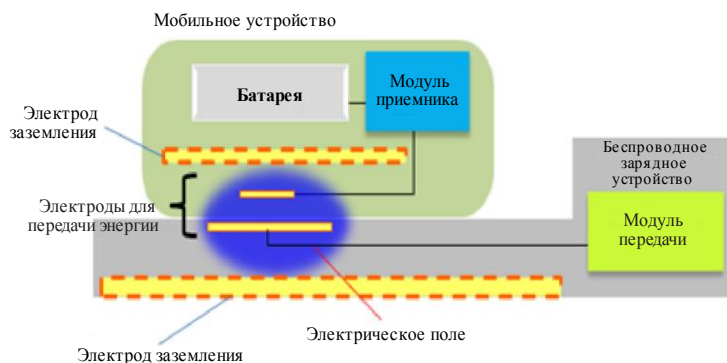 Мобильное устройство
Батарея
Модуль
приемника
Электрод
заземления
Беспроводное
зарядное
устройство
Электроды для
передачи энергии
Модуль
передачи
Электрическое поле
Электрод заземления